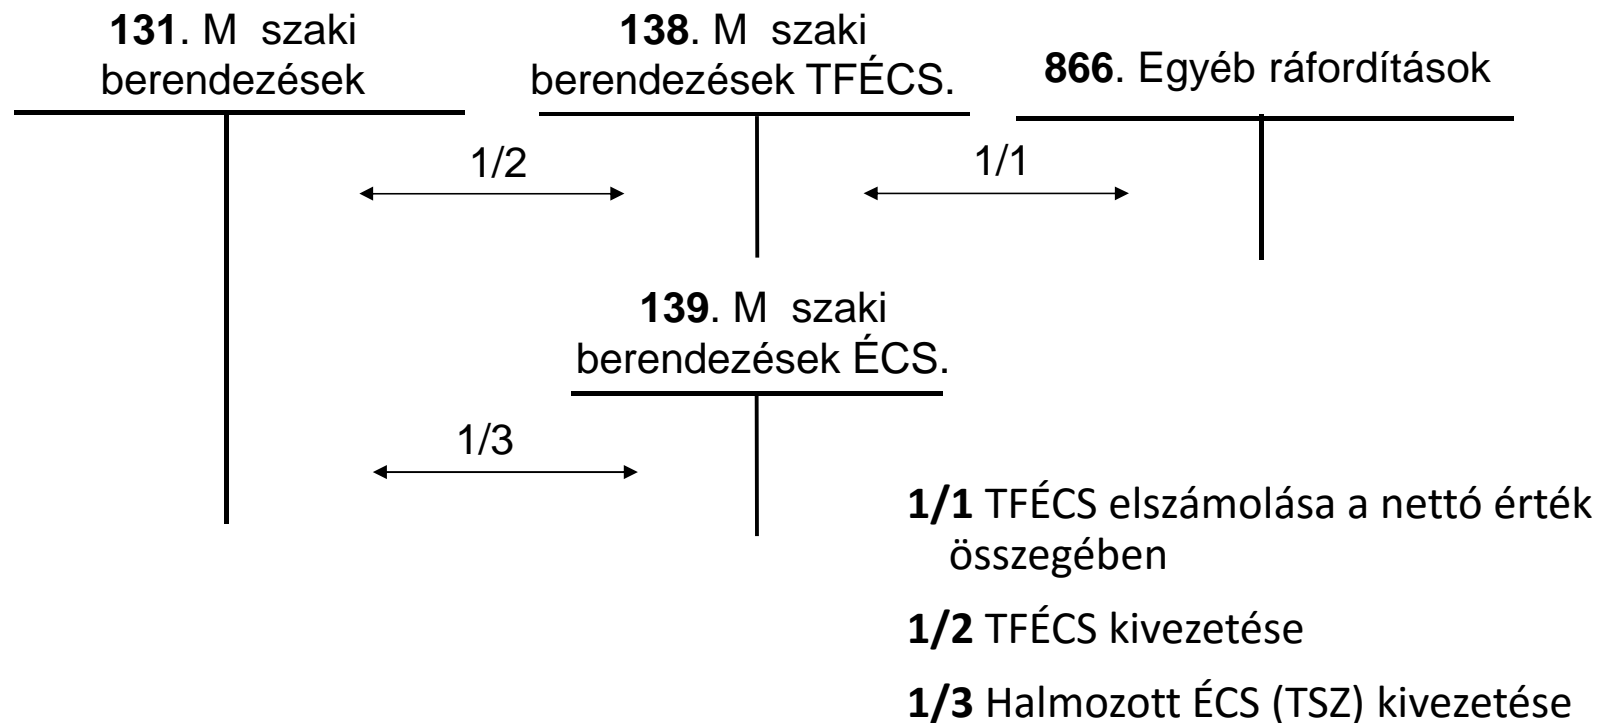 131. M szaki
berendezések
138. M szaki
berendezések TFÉCS.
866. Egyéb ráfordítások
1/2
1/1
139. M szaki
berendezések ÉCS.
1/3
1/1 TFÉCS elszámolása a nettó érték
összegében
1/2 TFÉCS kivezetése
1/3 Halmozott ÉCS (TSZ) kivezetése